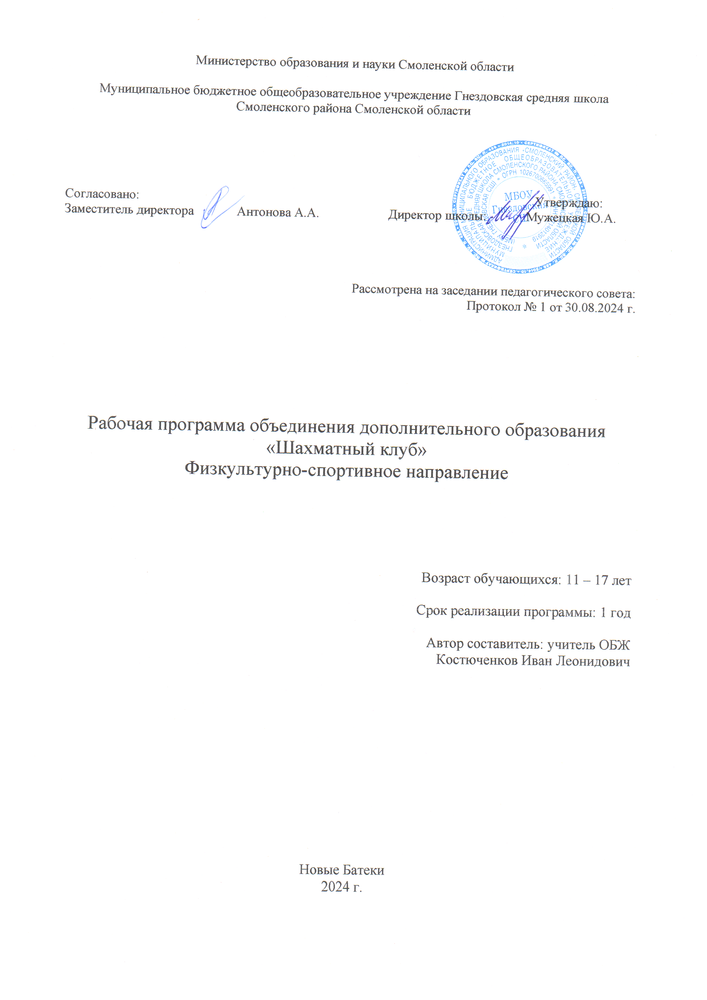 Министерство образования и науки Смоленской области
Муниципальное бюджетное общеобразовательное учреждение Гнездовская средняя школа
Смоленского района Смоленской области
Согласовано:
Заместитель директора Антонова А.А.
Утверждаю:
Директор школы: Мужецкая Ю.А.
АДМИНИСТРАЦИЯ МУНИЦИПАЛЬНОГО ОБРАЗОВАНИЯ «СМОЛЕНСКИЙ РАЙОН» СМОЛЕНСКОЙ ОБЛАСТИ
МУНИЦИПАЛЬНОЕ БЮДЖЕТНОЕ ОБЩЕОБРАЗОВАТЕЛЬНОЕ УЧРЕЖДЕНИЕ
ГНЕЗДОВСКАЯ СРЕДНЯЯ ШКОЛА СМОЛЕНСКОГО РАЙОНА СМОЛЕНСКОЙ ОБЛАСТИ
(МБОУ ГНЕЗДОВСКАЯ СШ) * ОГРН 1026700665991 *
МБОУ
Гнездовская
СШ
Рассмотрена на заседании педагогического совета:
Протокол № 1 от 30.08.2024 г.
Рабочая программа объединения дополнительного образования
«Шахматный клуб»
Физкультурно-спортивное направление
Возраст обучающихся: 11 – 17 лет
Срок реализации программы: 1 год
Автор составитель: учитель ОБЖ
Костюченков Иван Леонидович
Новые Батеки
2024 г.